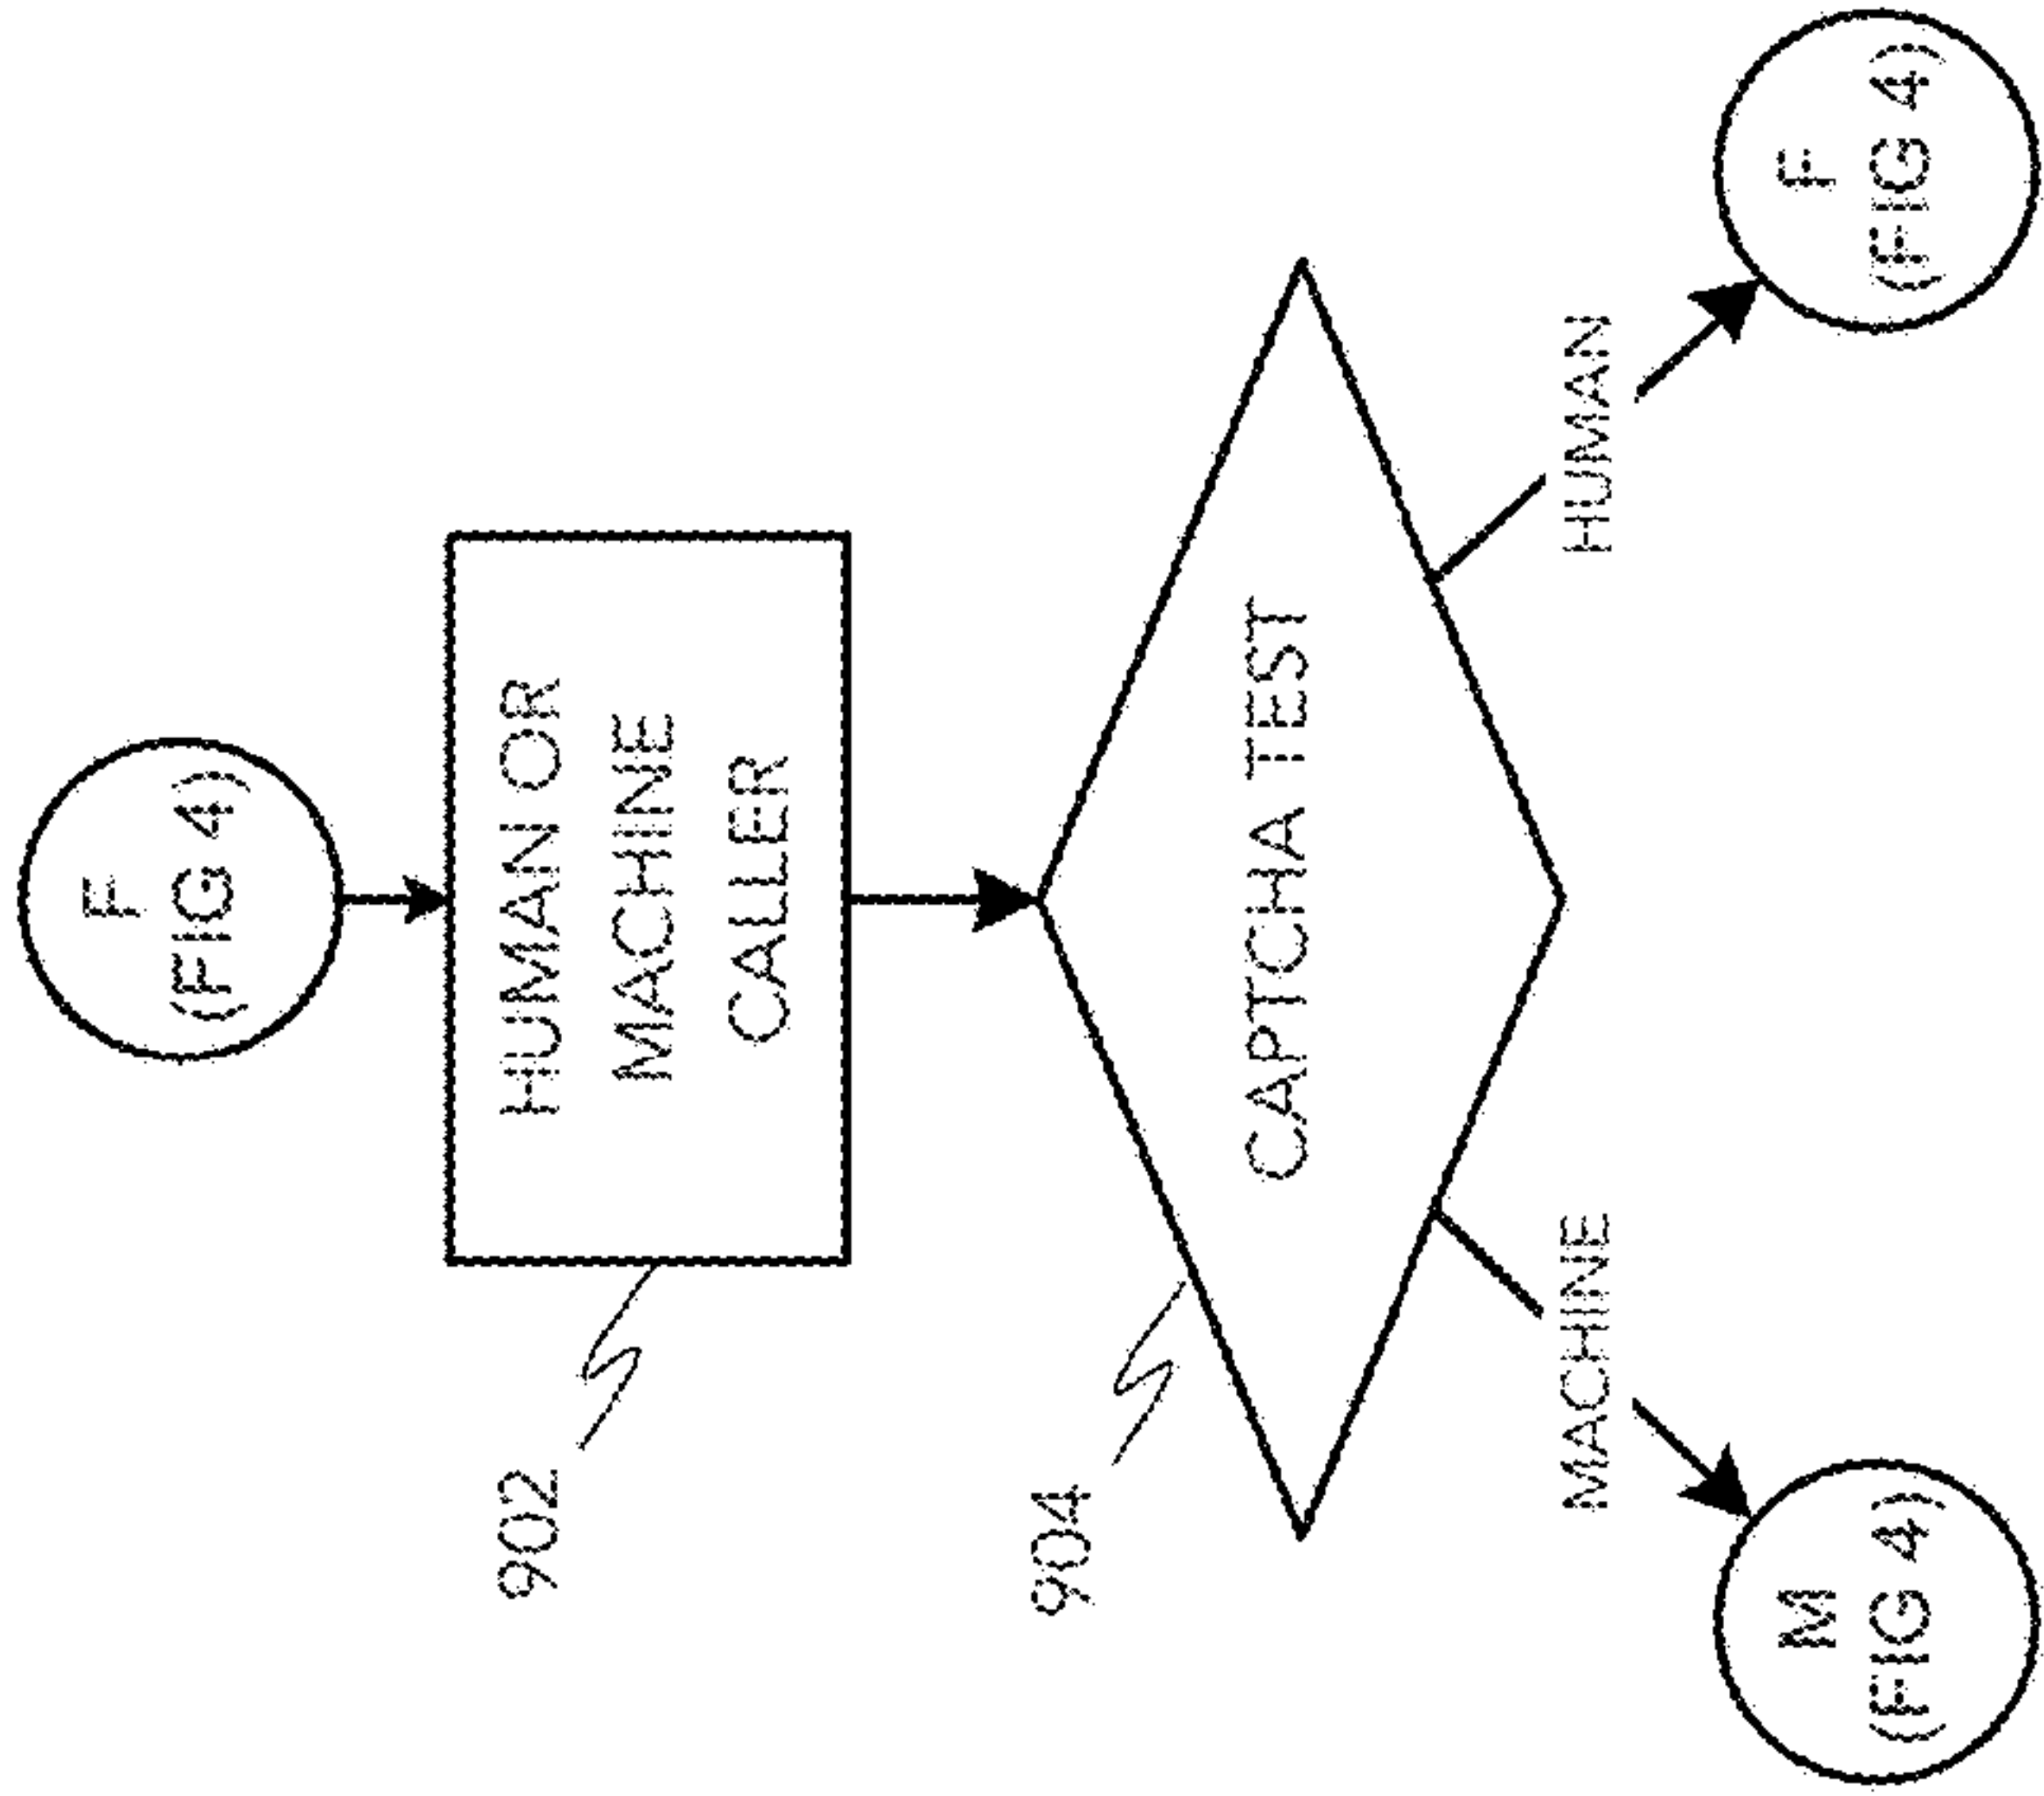 F
(FIG 4)
902
HUMAN OR
MACHINE
CALLER
904
CAPTCHA TEST
MACHINE
HUMAN
M
(FIG 4)
F
(FIG 4)